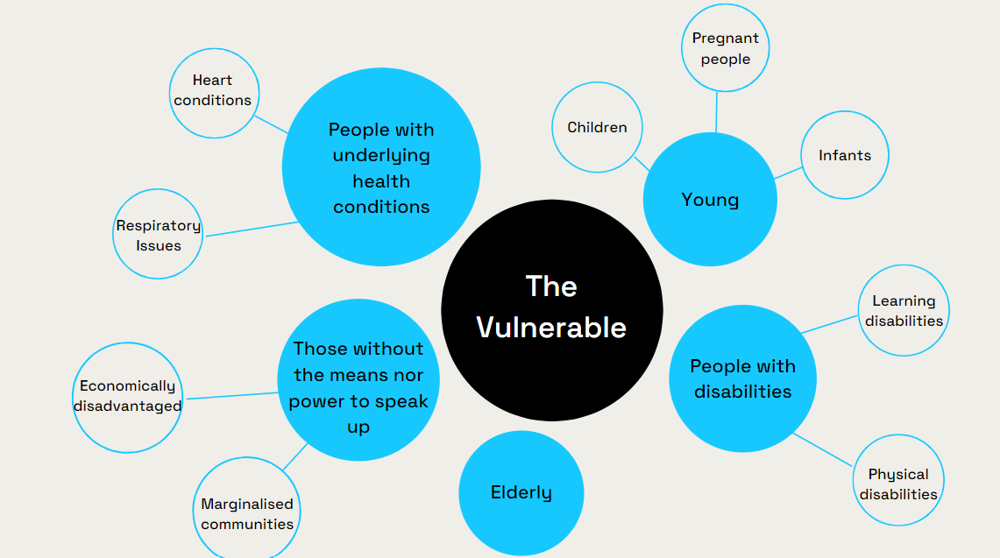 The
Vulnerable
People with
underlying
health
conditions
Heart
conditions
Respiratory
Issues
Young
Children
Pregnant
people
Infants
People with
disabilities
Learning
disabilities
Physical
disabilities
Elderly
Those without
the means nor
power to speak
up
Economically
disadvantaged
Marginalised
communities